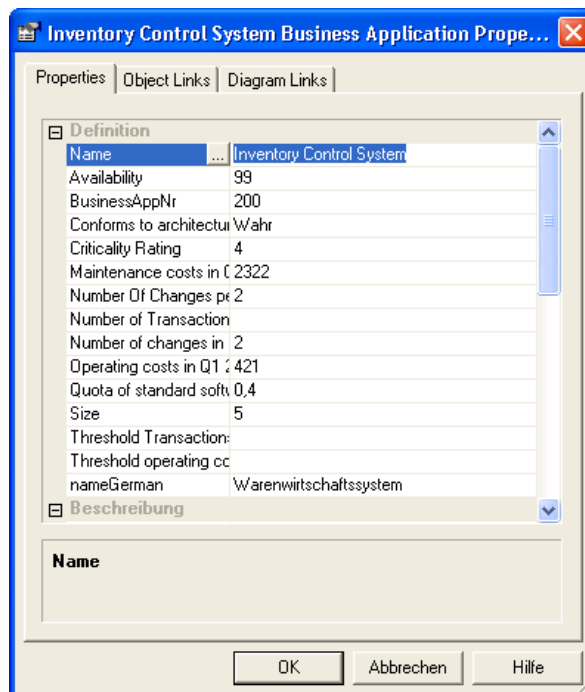 Inventory Control System Business Application Prope...
Properties Object Links Diagram Links
Definition
Name ... Inventory Control System
Availability 99
BusinessAppNr 200
Conforms to architectur Wahr
Criticality Rating 4
Maintenance costs in Q 2322
Number Of Changes pe 2
Number of Transaction
Number of changes in 2
Operating costs in Q1 2 421
Quota of standard softw 0,4
Size 5
Threshold Transactions
Threshold operating co
nameGerman Warenwirtschaftssystem
Beschreibung
Name
OK Abbrechen Hilfe